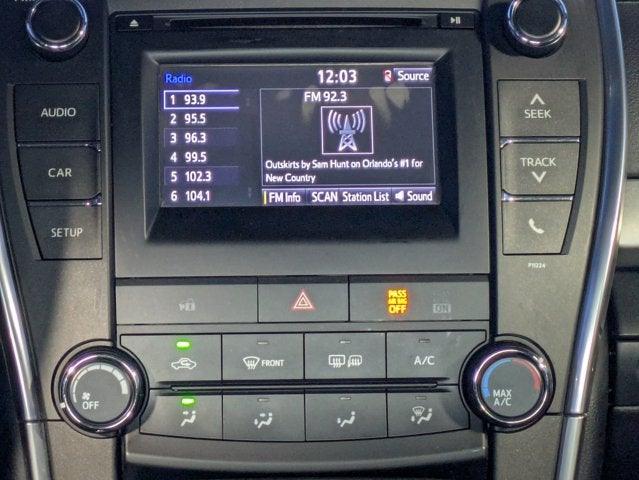 Radio 12:03 Source
1 93.9
2 95.5
3 96.3
4 99.5
5 102.3
6 104.1
FM 92.3
Outskirts by Sam Hunt on Orlando's #1 for
New Country
FM Info SCAN Station List Sound
AUDIO
CAR
SETUP
SEEK
TRACK
P11224
PASS
AIR BAG
OFF
ON
FRONT
A/C
OFF
MAX
A/C